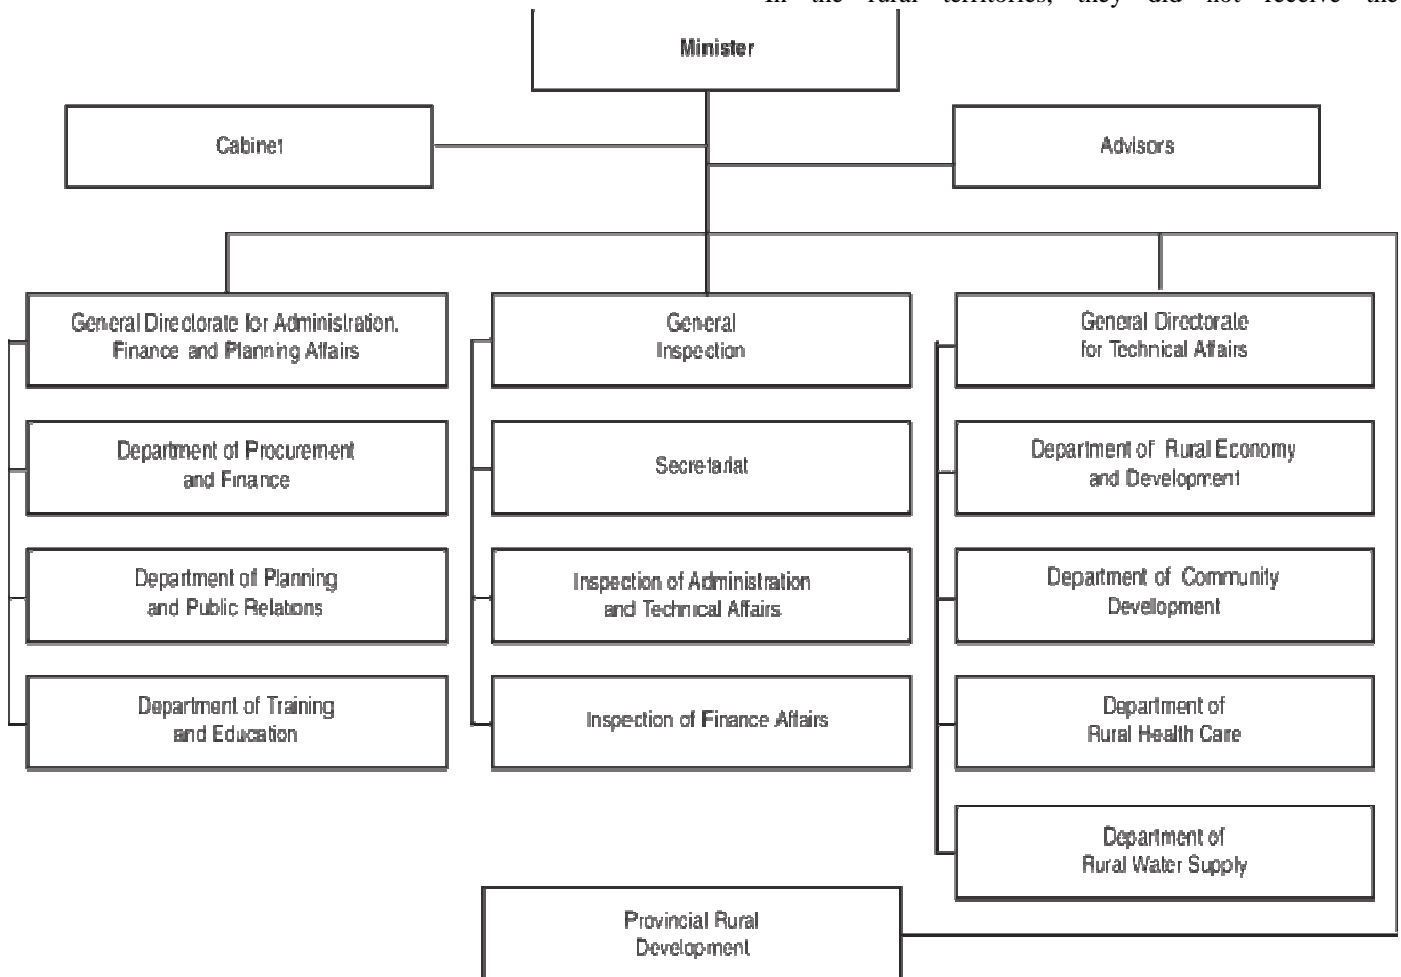 In the rural territories, they did not receive the
Minister
Cabinet
Advisors
General Directorate for Administration.
Finance and Planning Affairs
General
Inspection
General Directorate
for Technical Affairs
Department of Procurement
and Finance
Secretariat
Department of Rural Economy
and Development
Department of Planning
and Public Relations
Inspection of Administration
and Technical Affairs
Department of Community
Development
Department of Training
and Education
Inspection of Finance Affairs
Department of
Rural Health Care
Department of
Rural Water Supply
Provincial Rural
Development